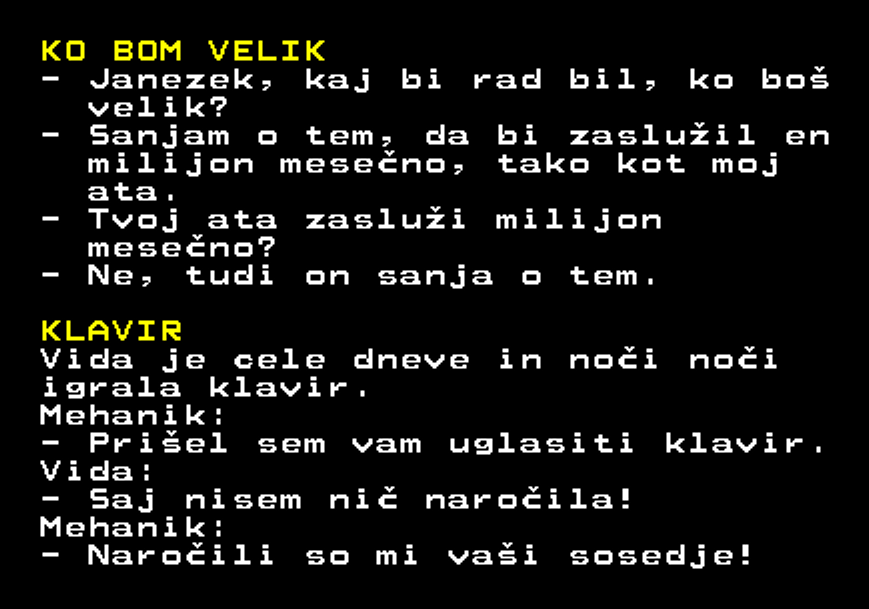 KO BOM VELIK
- Janezek, kaj bi rad bil, ko boš
velik?
- Sanjam o tem, da bi zaslužil en
milijon mesečno, tako kot moj
ata.
- Tvoj ata zasluži milijon
mesečno?
- Ne, tudi on sanja o tem.
KLAVIR
Vida je cele dneve in noči noči
igrala klavir.
Mehanik:
- Prišel sem vam uglasiti klavir.
Vida:
- Saj nisem nič naročila!
Mehanik:
- Naročili so mi vaši sosedje!